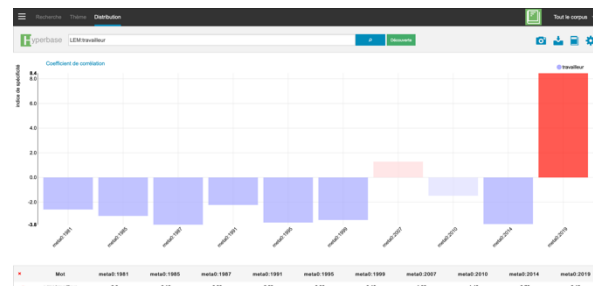 Recherche Thème Distribution Tout le corpus
Hyperbase LEM:travailleur Découverte
Coefficient de corrélation
travailleur
Indice de spécificité
8.4
8.0
6.0
4.0
2.0
0.0
-2.0
-3.8
meta0:1981 meta0:1985 meta0:1987 meta0:1991 meta0:1995 meta0:1999 meta0:2007 meta0:2010 meta0:2014 meta0:2019
Mot meta0:1981 meta0:1985 meta0:1987 meta0:1991 meta0:1995 meta0:1999 meta0:2007 meta0:2010 meta0:2014 meta0:2019